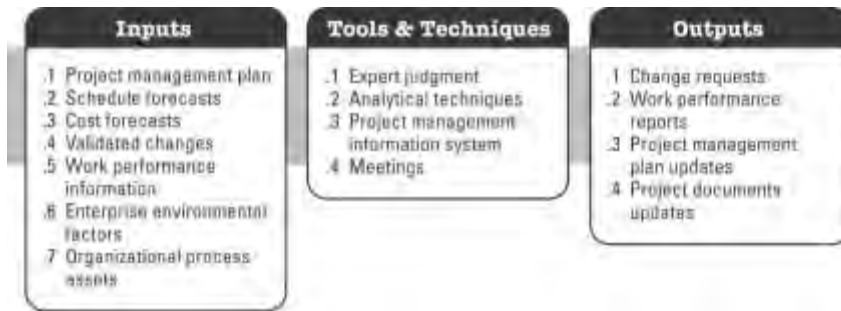 Inputs
.1 Project management plan
.2 Schedule forecasts
.3 Cost forecasts
.4 Validated changes
.5 Work performance
information
.6 Enterprise environmental
factors
.7 Organizational process
assets
Tools & Techniques
.1 Expert judgment
.2 Analytical techniques
.3 Project management
information system
.4 Meetings
Outputs
.1 Change requests
.2 Work performance
reports
.3 Project management
plan updates
.4 Project documents
updates